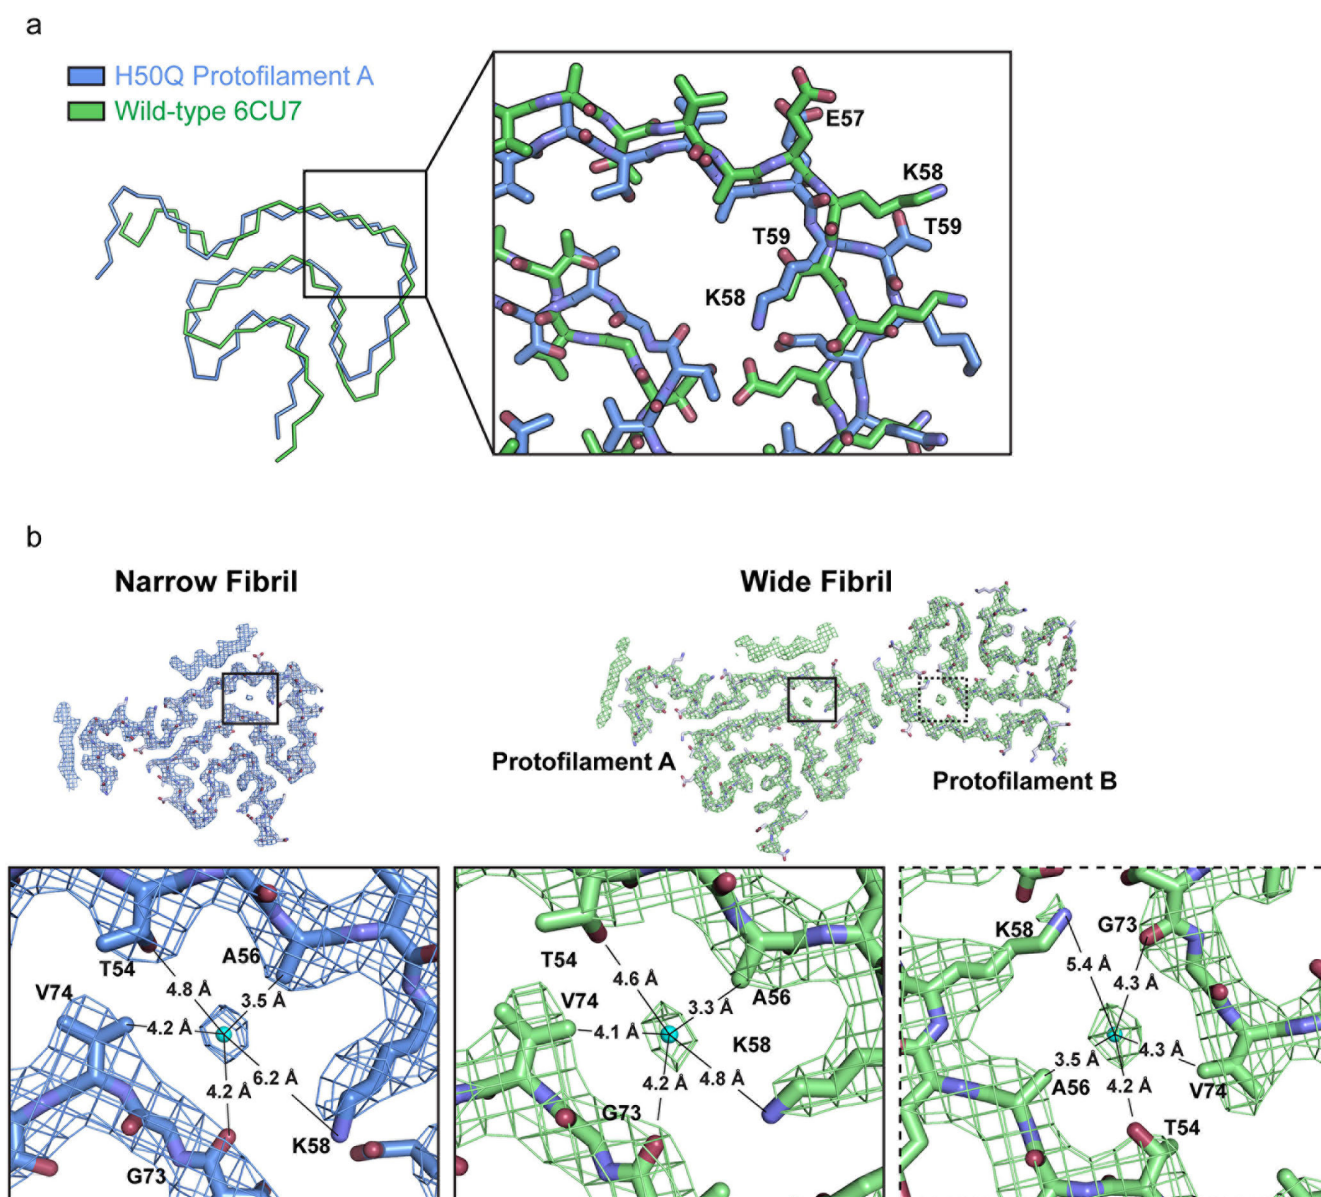 a
H50Q Protofilament A
Wild-type 6CU7
E57
K58
T59
T59
K58
b
Narrow Fibril
Wide Fibril
Protofilament A
Protofilament B
T54
A56
V74
4.8 Å
3.5 Å
4.2 Å
6.2 Å
4.2 Å
K58
G73
T54
V74
A56
4.6 Å
3.3 Å
4.1 Å
K58
4.2 Å
4.8 Å
G73
K58
G73
5.4 Å
4.3 Å
3.5 Å
4.3 Å
A56
4.2 Å
V74
T54